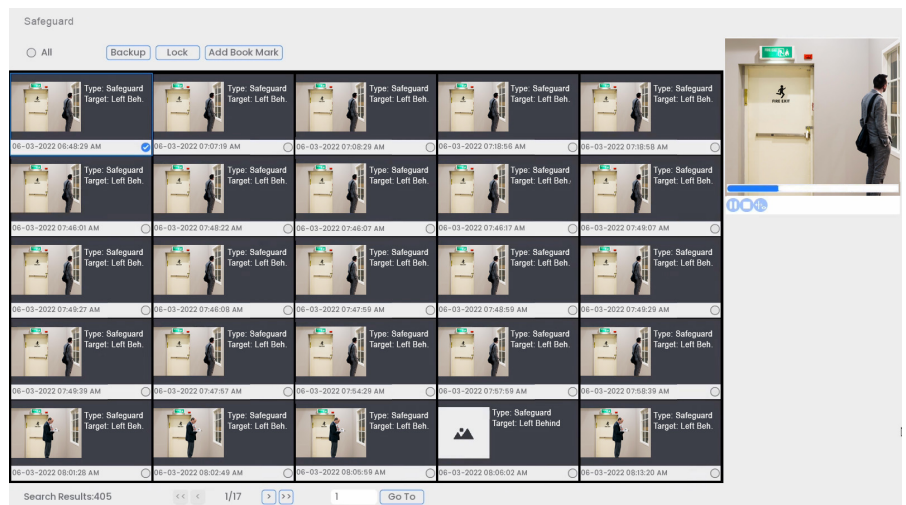 Safeguard
All
Backup
Lock
Add Book Mark
Type: Safeguard
Target: Left Beh.
06-03-2022 06:48:29 AM
Type: Safeguard
Target: Left Beh.
06-03-2022 07:07:19 AM
Type: Safeguard
Target: Left Beh.
06-03-2022 07:08:29 AM
Type: Safeguard
Target: Left Beh.
06-03-2022 07:18:56 AM
Type: Safeguard
Target: Left Beh.
06-03-2022 07:18:58 AM
Type: Safeguard
Target: Left Beh.
06-03-2022 07:46:01 AM
Type: Safeguard
Target: Left Beh.
06-03-2022 07:48:22 AM
Type: Safeguard
Target: Left Beh.
06-03-2022 07:46:07 AM
Type: Safeguard
Target: Left Beh.
06-03-2022 07:46:17 AM
Type: Safeguard
Target: Left Beh.
06-03-2022 07:49:07 AM
Type: Safeguard
Target: Left Beh.
06-03-2022 07:49:27 AM
Type: Safeguard
Target: Left Beh.
06-03-2022 07:46:08 AM
Type: Safeguard
Target: Left Beh.
06-03-2022 07:47:59 AM
Type: Safeguard
Target: Left Beh.
06-03-2022 07:48:59 AM
Type: Safeguard
Target: Left Beh.
06-03-2022 07:49:29 AM
Type: Safeguard
Target: Left Beh.
06-03-2022 07:49:39 AM
Type: Safeguard
Target: Left Beh.
06-03-2022 07:47:57 AM
Type: Safeguard
Target: Left Beh.
06-03-2022 07:54:29 AM
Type: Safeguard
Target: Left Beh.
06-03-2022 07:57:59 AM
Type: Safeguard
Target: Left Beh.
06-03-2022 07:58:39 AM
Type: Safeguard
Target: Left Beh.
06-03-2022 08:01:28 AM
Type: Safeguard
Target: Left Beh.
06-03-2022 08:02:49 AM
Type: Safeguard
Target: Left Beh.
06-03-2022 08:05:59 AM
Type: Safeguard
Target: Left Behind
06-03-2022 08:06:02 AM
Type: Safeguard
Target: Left Beh.
06-03-2022 08:13:20 AM
FIRE EXIT
Search Results:405
<< < 1/17 > >> 1 Go To